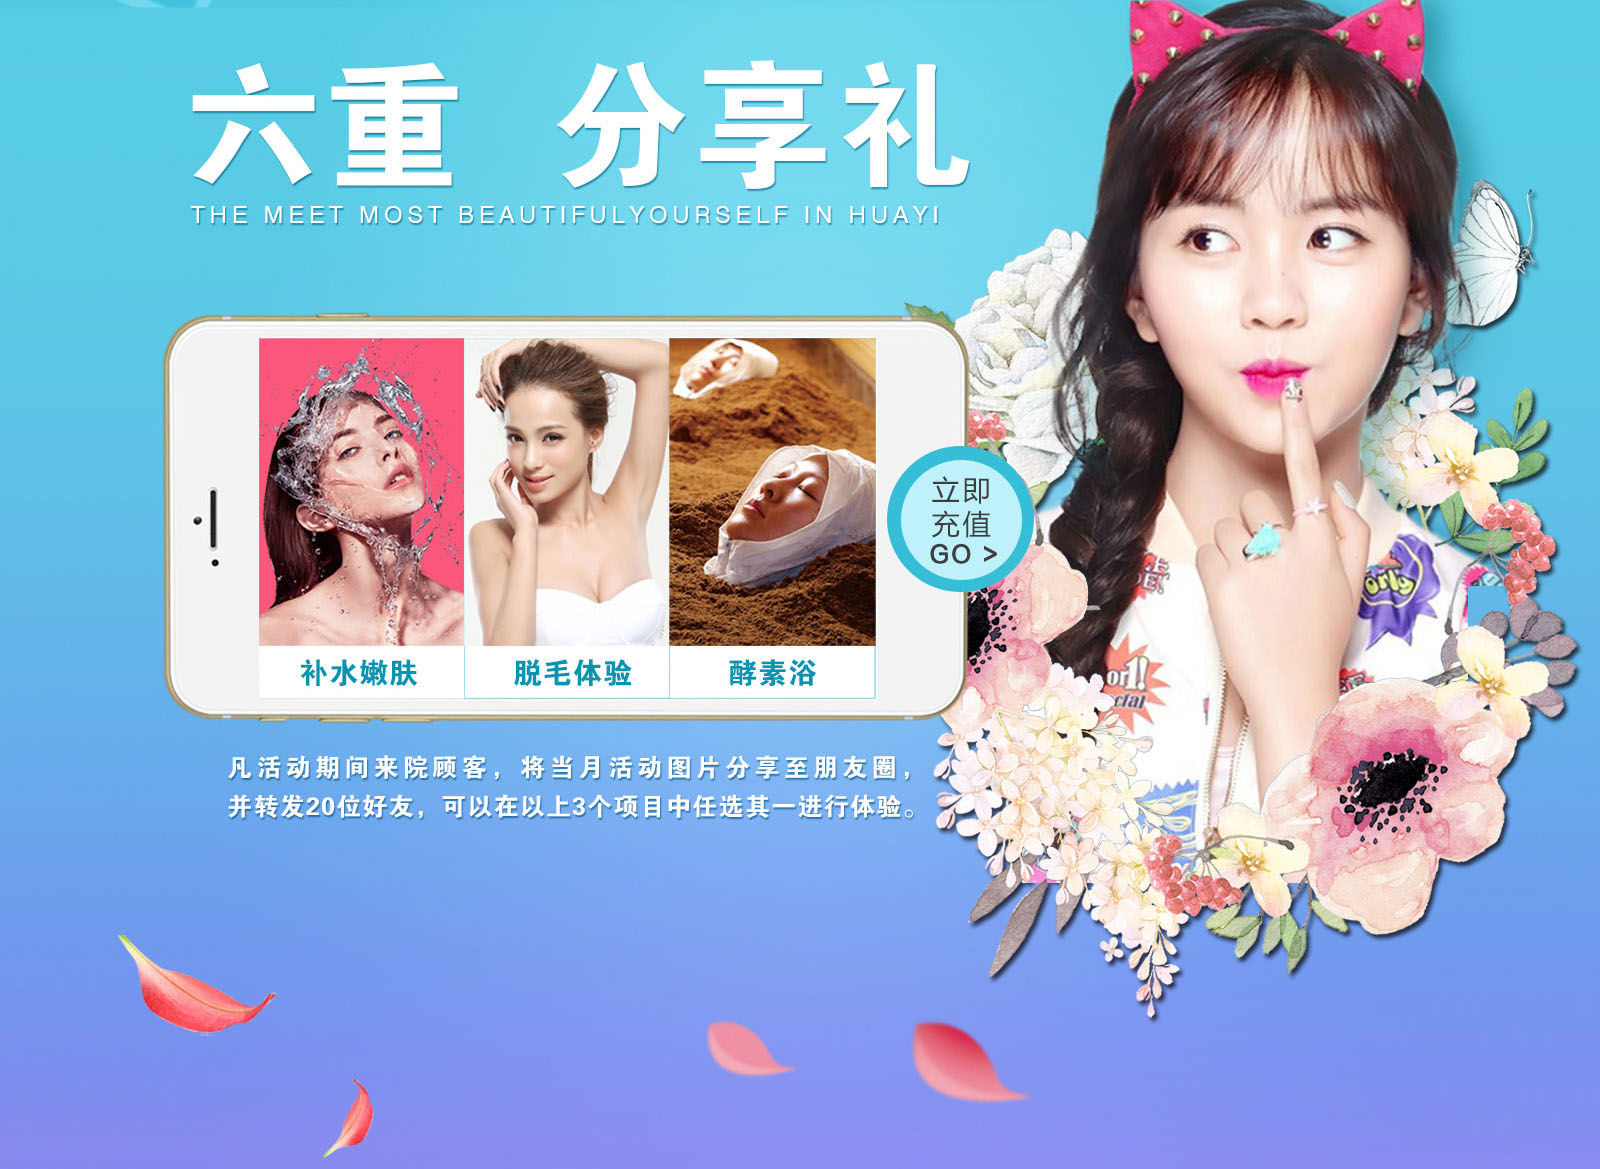 六重 分享礼
THE MEET MOST BEAUTIFULYOURSELF IN HUAYI
立即
充值
GO >
补水嫩肤
脱毛体验
酵素浴
凡活动期间来院顾客，将当月活动图片分享至朋友圈，
并转发20位好友，可以在以上3个项目中任选其一进行体验。